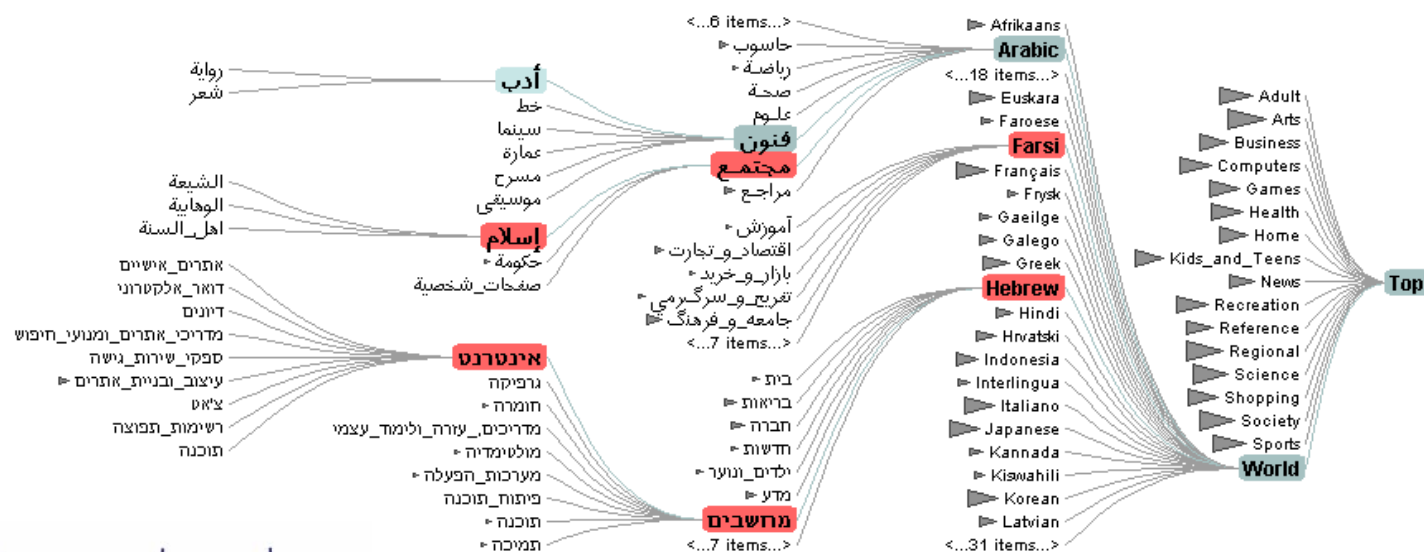 Top
Adult
Arts
Business
Computers
Games
Health
Home
Kids_and_Teens
News
Recreation
Reference
Regional
Science
Shopping
Society
Sports
World
Afrikaans
Arabic
<...18 items...>
Euskara
Faroese
Farsi
Français
Frysk
Gaeilge
Galego
Greek
Hebrew
Hindi
Hrvatski
Indonesia
Interlingua
Italiano
Japanese
Kannada
Kiswahili
Korean
Latvian
<...31 items...>
<...6 items...>
حاسوب
رياضة
صحة
علوم
فنون
مجتمع
مراجع
آموزش
اقتصاد_و_تجارت
بازار_و_خرید
تفریح_و_سرگرمي
جامعه_و_فرهنگ
<...7 items...>
בית
בריאות
חברה
חדשות
ילדים_ונוער
מדע
מחשבים
<...7 items...>
أدب
خط
سينما
عمارة
مسرح
موسيقى
إسلام
حكومة
صفحات_شخصية
אינטרנט
גרפיקה
חומרה
מדריכים,_עזרה_ולימוד_עצמי
מולטימדיה
מערכות_הפעלה
פיתוח_תוכנה
תוכנה
תמיכה
رواية
شعر
الشيعة
الوهابية
اهل_السنة
אתרים_אישיים
דואר_אלקטרוני
דיונים
מדריכי_אתרים_ומנועי_חיפוש
ספקי_שירות_גישה
עיצוב_ובניית_אתרים
צ'אט
רשימות_תפוצה
תוכנה